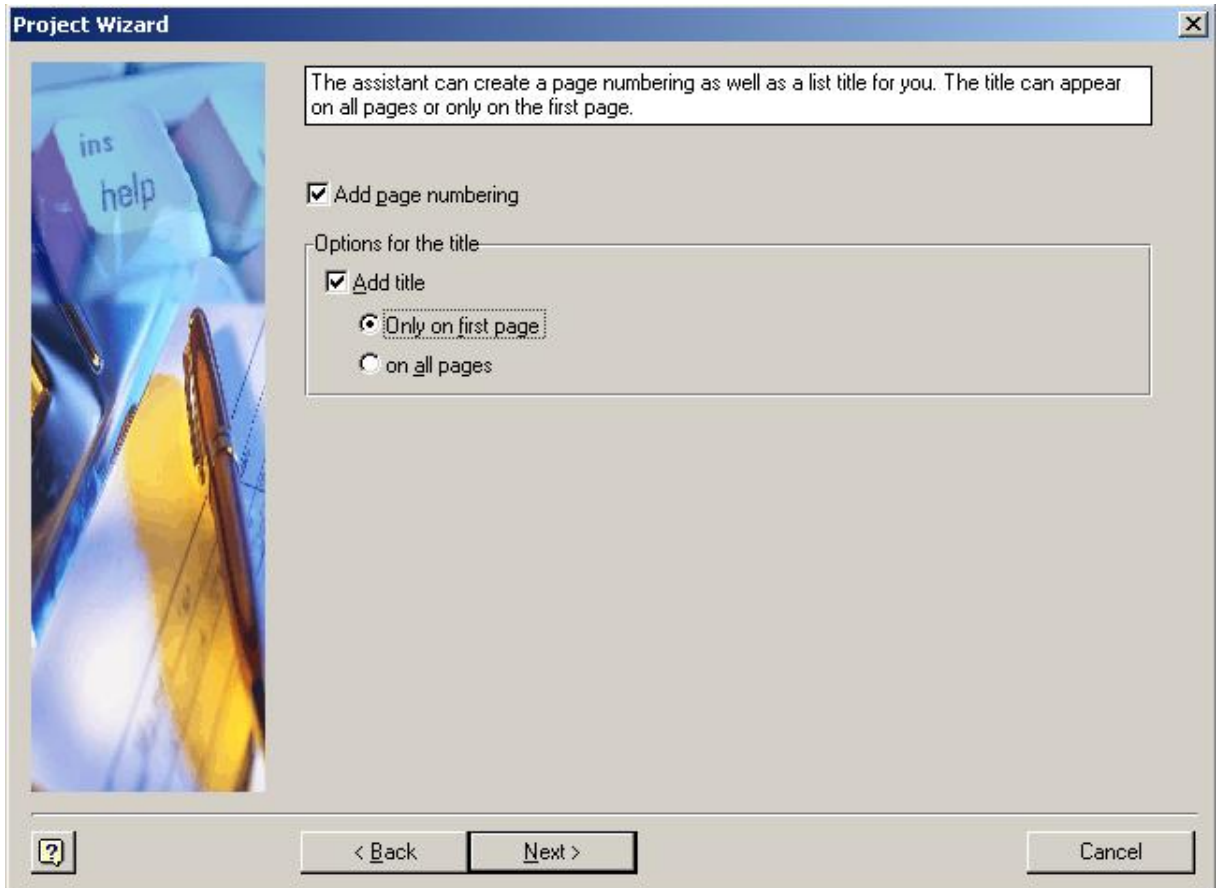 Project Wizard
The assistant can create a page numbering as well as a list title for you. The title can appear
on all pages or only on the first page.
ins
help
Add page numbering
Options for the title
Add title
Only on first page
on all pages
?
< Back
Next >
Cancel